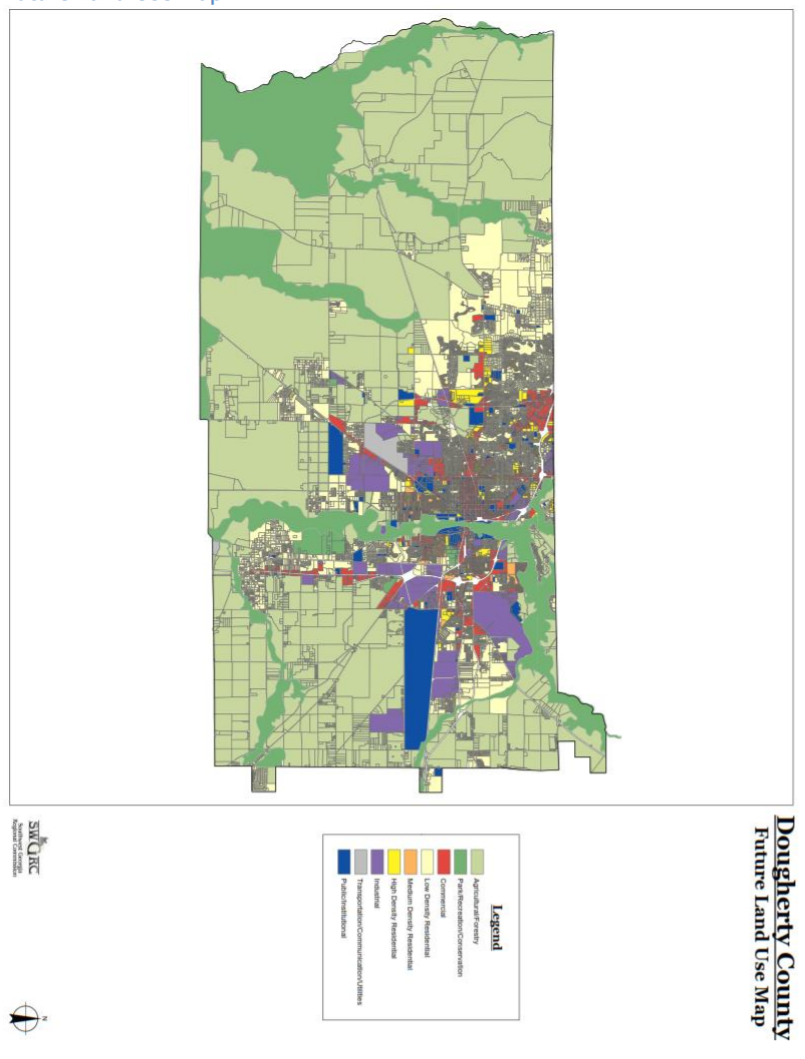 Dougherty County
Future Land Use Map
Legend
Agricultural/Forestry
Park/Recreation/Conservation
Commercial
Low Density Residential
Medium Density Residential
High Density Residential
Industrial
Transportation/Communication/Utilities
Public/Institutional
SWGRC
Southwest Georgia
Regional Commission
N